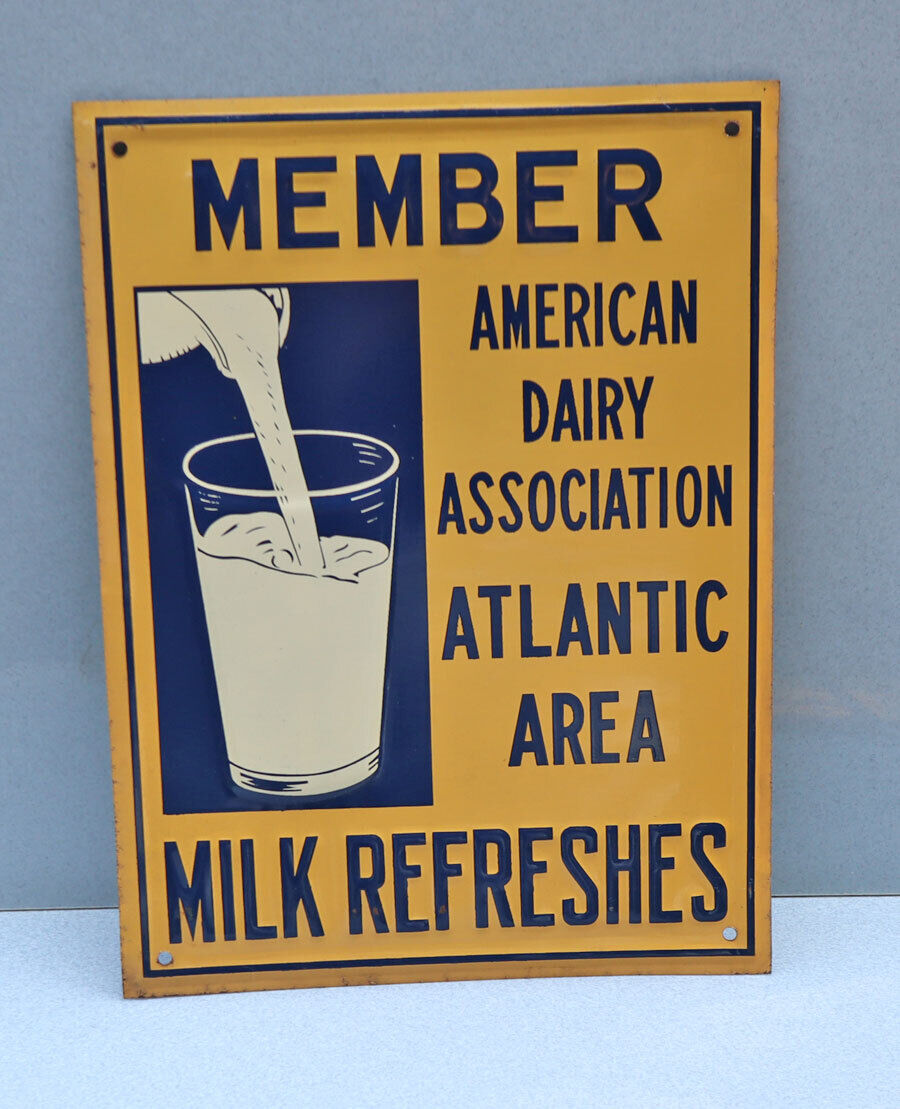 MEMBER
AMERICAN
DAIRY
ASSOCIATION
ATLANTIC
AREA
MILK REFRESHES